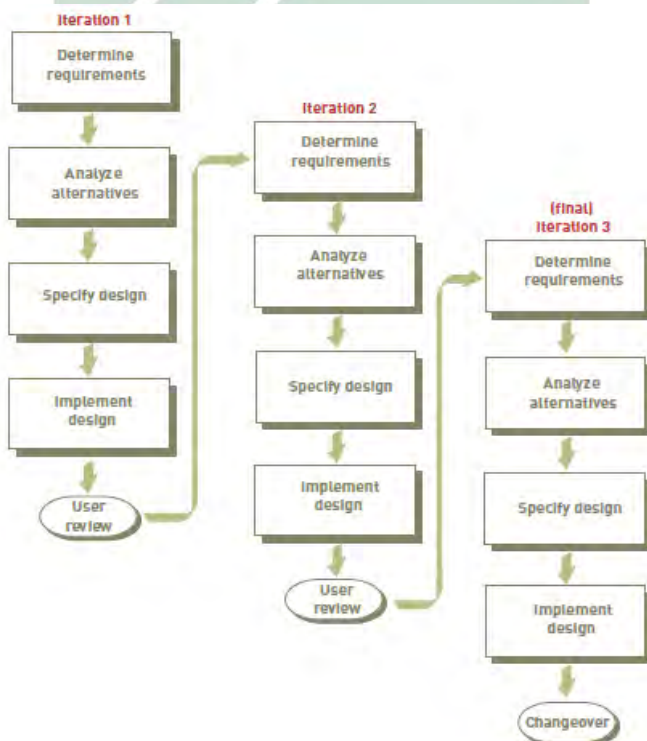 Iteration 1
Determine
requirements
Analyze
alternatives
Specify design
Implement
design
User
review
Iteration 2
Determine
requirements
Analyze
alternatives
Specify design
Implement
design
User
review
(final)
Iteration 3
Determine
requirements
Analyze
alternatives
Specify design
Implement
design
Changeover